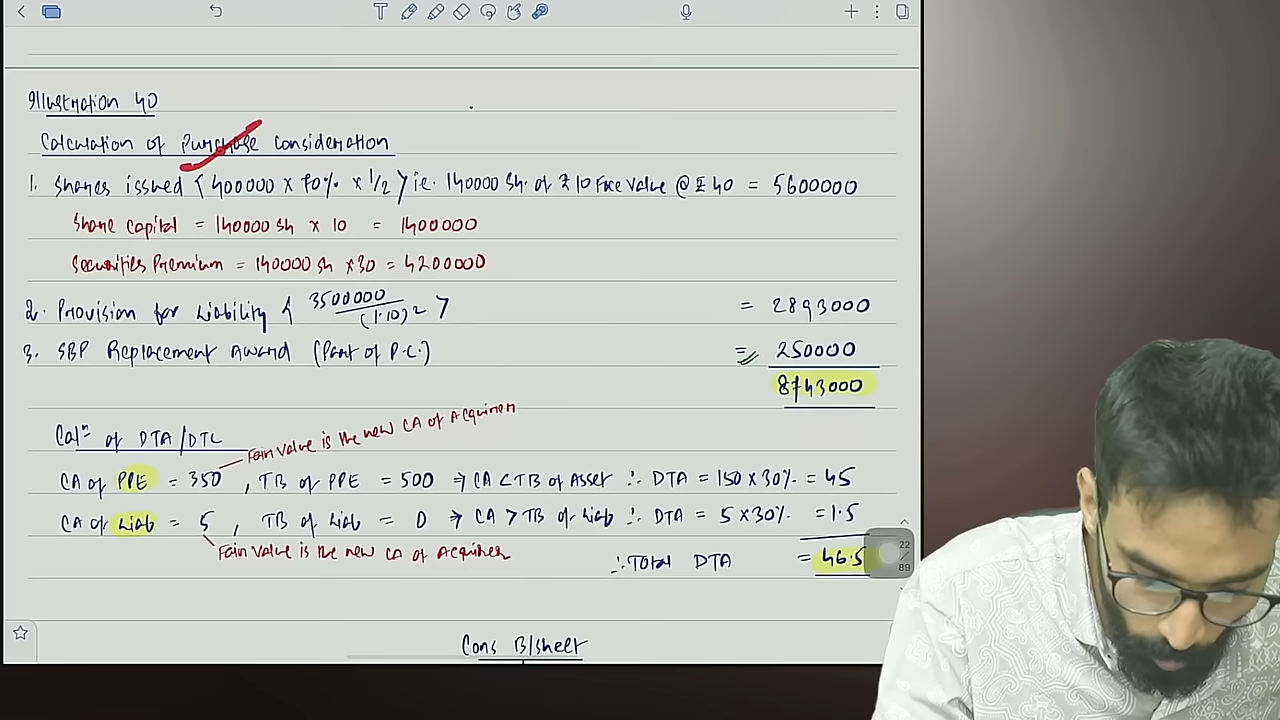 Illustration 40
Calculation of Purchase Consideration
1. Shares issued {400000 x 70% x 1/2} i.e. 140000 Sh. of ₹10 Face Value @ ₹40 = 5600000
Share Capital = 140000 Sh x 10 = 1400000
Securities Premium = 140000 sh x30 = 4200000
2. Provision for Liability { 3500000 / (1.10)2 } = 2893000
3. SBP Replacement Award (Part of P.C.) = 250000
8743000
Calⁿ of DTA/DTL
Fair Value is the new CA of Acquirer
CA of PPE = 350, TB of PPE = 500 ⇒ CA < TB of Asset ∴ DTA = 150 x 30% = 45
CA of Liab = 5, TB of Liab = 0 ⇒ CA > TB of Liab ∴ DTA = 5 x 30% = 1.5
Fair Value is the new CA of Acquirer
∴ Total DTA = 46.5
22
89
Cons B/sheet
T